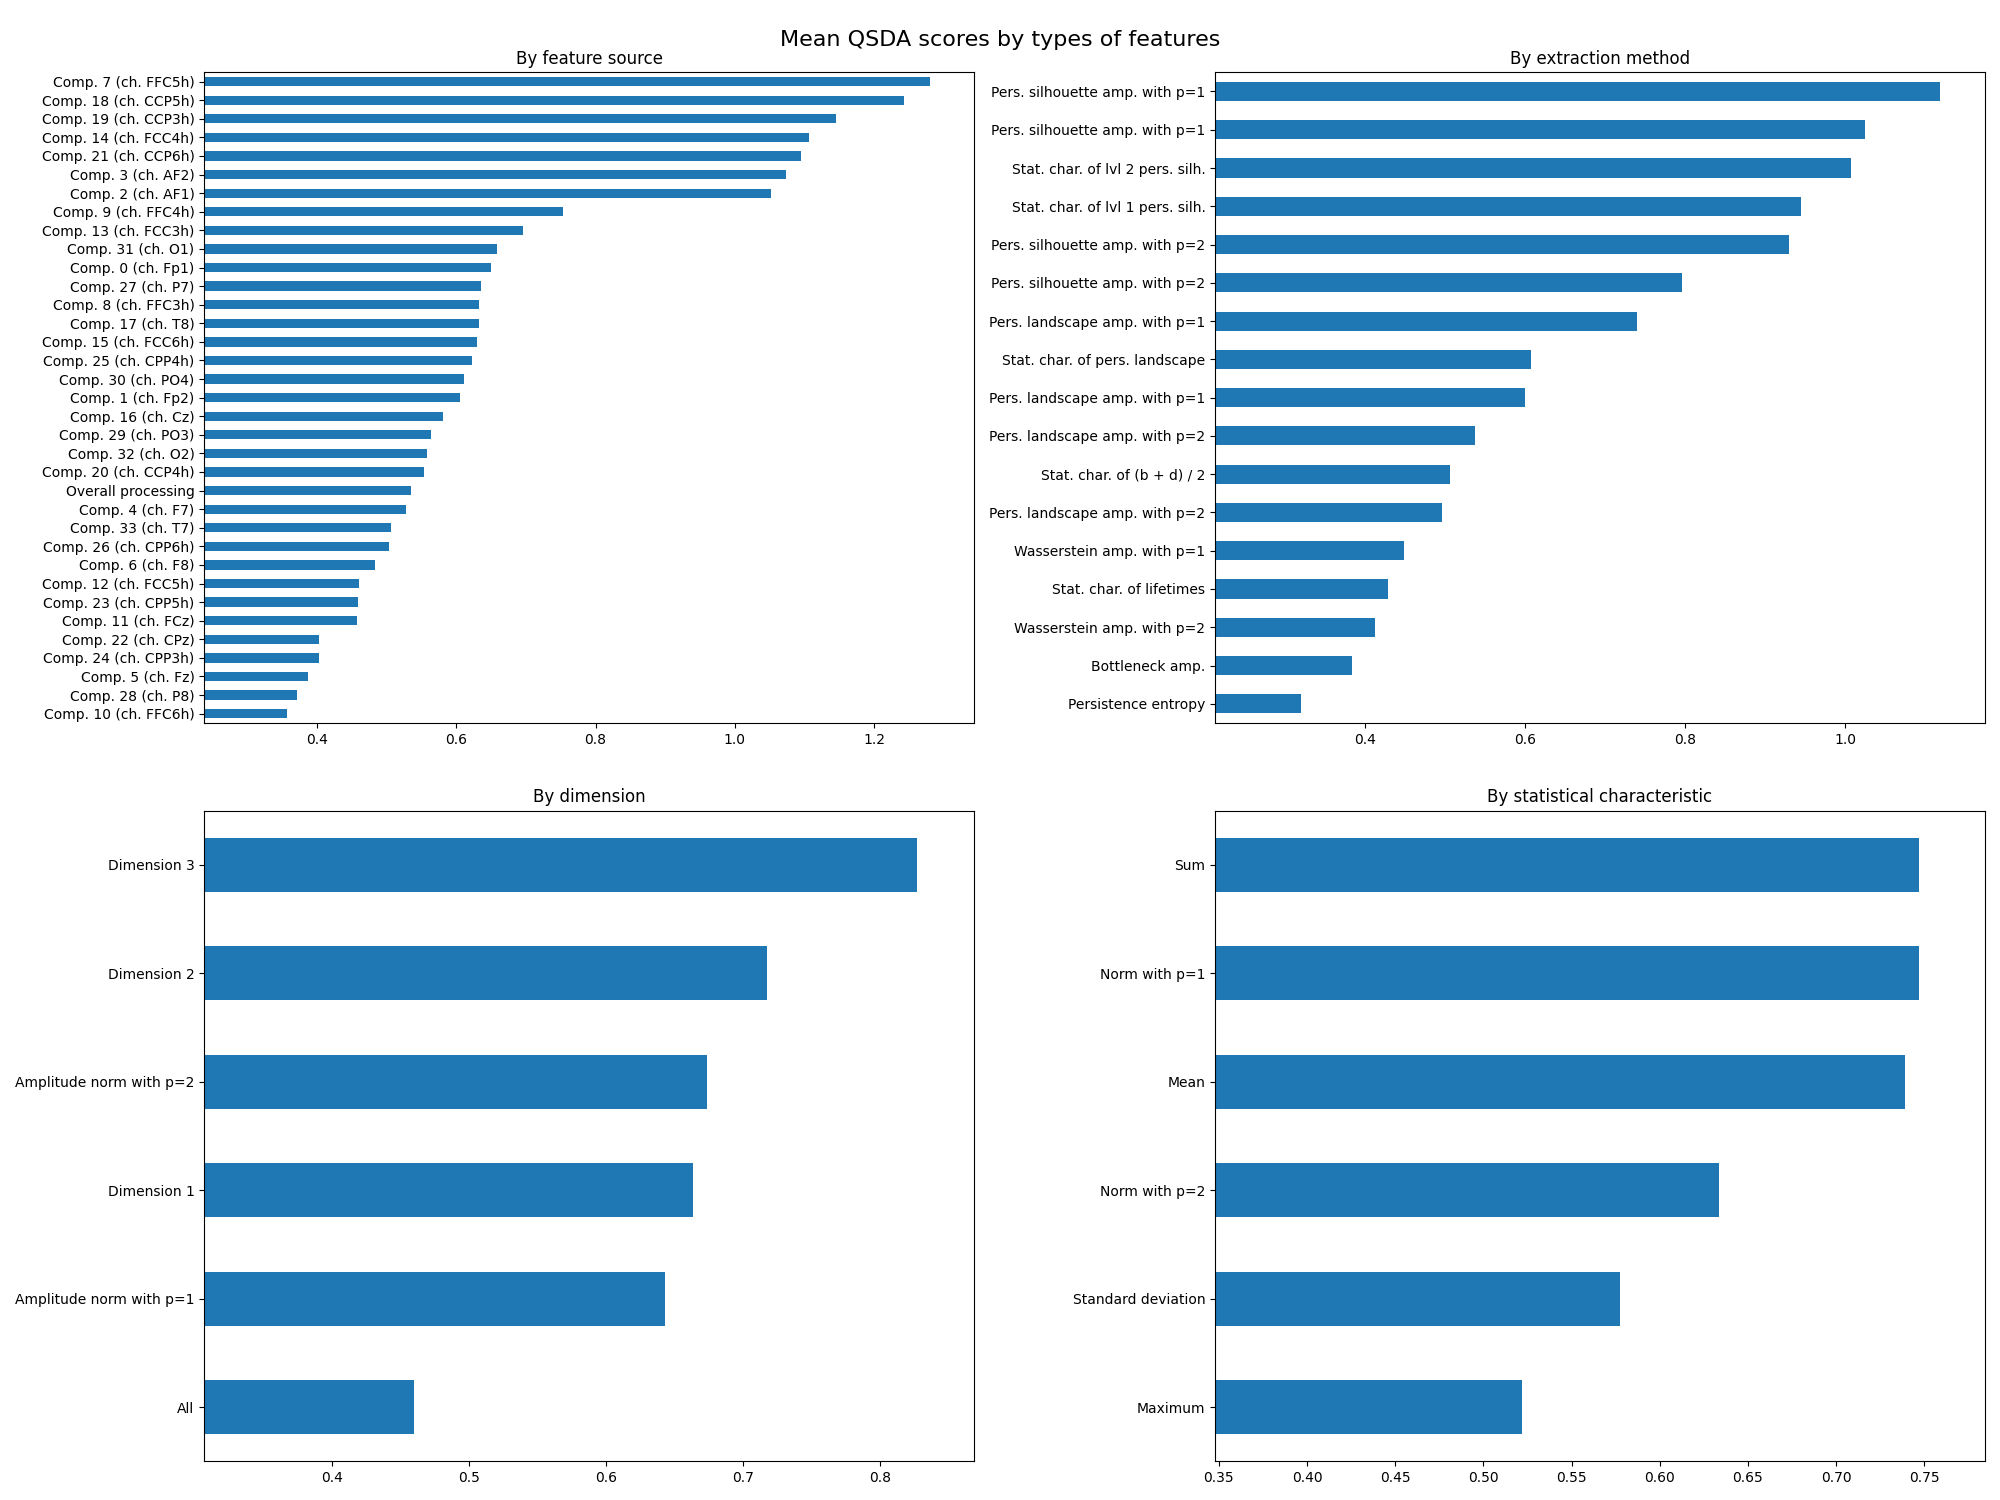 Mean QSDA scores by types of features
By feature source
Comp. 7 (ch. FFC5h)
Comp. 18 (ch. CCP5h)
Comp. 19 (ch. CCP3h)
Comp. 14 (ch. FCC4h)
Comp. 21 (ch. CCP6h)
Comp. 3 (ch. AF2)
Comp. 2 (ch. AF1)
Comp. 9 (ch. FFC4h)
Comp. 13 (ch. FCC3h)
Comp. 31 (ch. O1)
Comp. 0 (ch. Fp1)
Comp. 27 (ch. P7)
Comp. 8 (ch. FFC3h)
Comp. 17 (ch. T8)
Comp. 15 (ch. FCC6h)
Comp. 25 (ch. CPP4h)
Comp. 30 (ch. PO4)
Comp. 1 (ch. Fp2)
Comp. 16 (ch. Cz)
Comp. 29 (ch. PO3)
Comp. 32 (ch. O2)
Comp. 20 (ch. CCP4h)
Overall processing
Comp. 4 (ch. F7)
Comp. 33 (ch. T7)
Comp. 26 (ch. CPP6h)
Comp. 6 (ch. F8)
Comp. 12 (ch. FCC5h)
Comp. 23 (ch. CPP5h)
Comp. 11 (ch. FCz)
Comp. 22 (ch. CPz)
Comp. 24 (ch. CPP3h)
Comp. 5 (ch. Fz)
Comp. 28 (ch. P8)
Comp. 10 (ch. FFC6h)
0.4 0.6 0.8 1.0 1.2
By extraction method
Pers. silhouette amp. with p=1
Pers. silhouette amp. with p=1
Stat. char. of lvl 2 pers. silh.
Stat. char. of lvl 1 pers. silh.
Pers. silhouette amp. with p=2
Pers. silhouette amp. with p=2
Pers. landscape amp. with p=1
Stat. char. of pers. landscape
Pers. landscape amp. with p=1
Pers. landscape amp. with p=2
Stat. char. of (b + d) / 2
Pers. landscape amp. with p=2
Wasserstein amp. with p=1
Stat. char. of lifetimes
Wasserstein amp. with p=2
Bottleneck amp.
Persistence entropy
0.4 0.6 0.8 1.0
By dimension
Dimension 3
Dimension 2
Amplitude norm with p=2
Dimension 1
Amplitude norm with p=1
All
0.4 0.5 0.6 0.7 0.8
By statistical characteristic
Sum
Norm with p=1
Mean
Norm with p=2
Standard deviation
Maximum
0.35 0.40 0.45 0.50 0.55 0.60 0.65 0.70 0.75